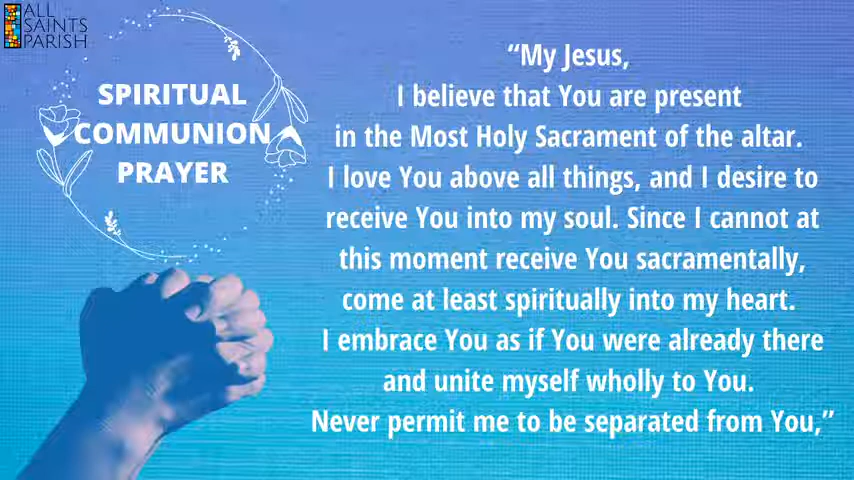 ALL
SAINTS
PARISH
SPIRITUAL
COMMUNION
PRAYER
“My Jesus,
I believe that You are present
in the Most Holy Sacrament of the altar.
I love You above all things, and I desire to
receive You into my soul. Since I cannot at
this moment receive You sacramentally,
come at least spiritually into my heart.
I embrace You as if You were already there
and unite myself wholly to You.
Never permit me to be separated from You,”